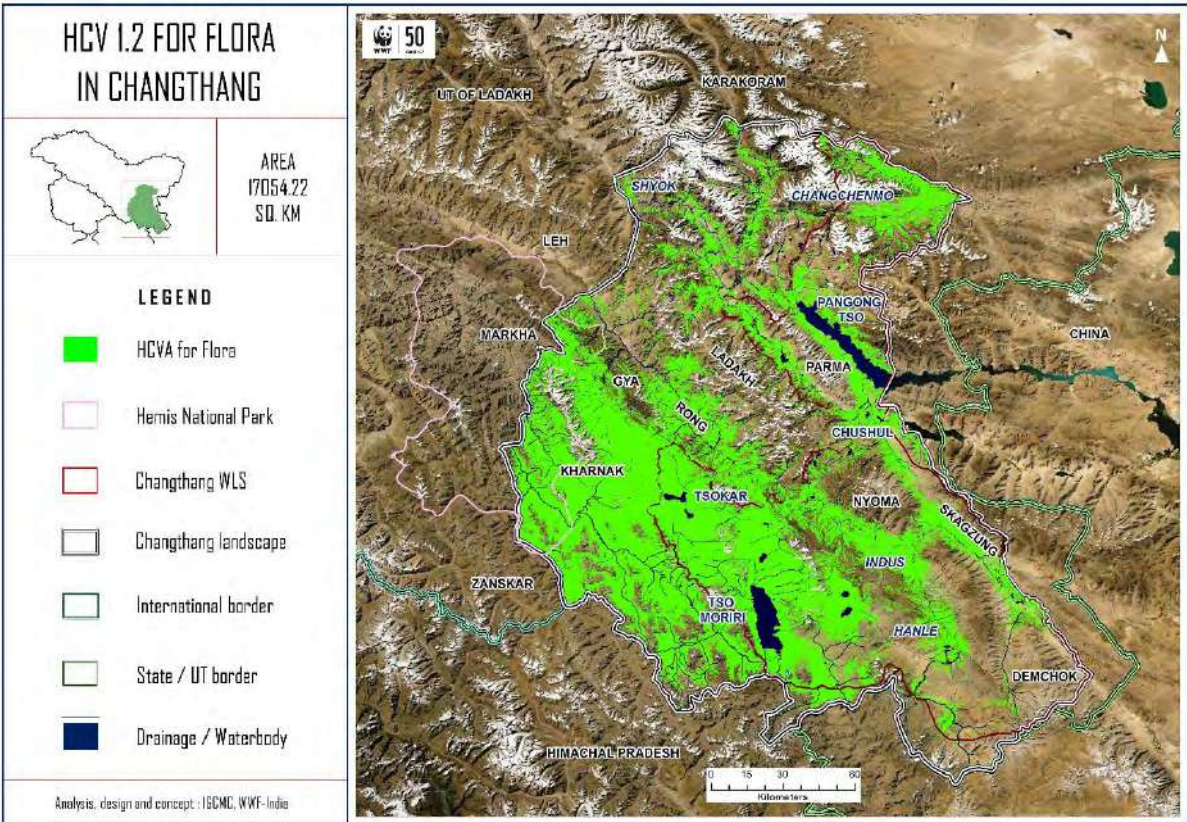 HCV 1.2 FOR FLORA
IN CHANGTHANG
AREA
17054.22
SQ. KM
LEGEND
HCVA for Flora
Hemis National Park
Changthang WLS
Changthang landscape
International border
State / UT border
Drainage / Waterbody
Analysis, design and concept : IGCMC, WWF-India
WWF
50
N
KARAKORAM
UT OF LADAKH
SHYOK
CHANGCHENMO
LEH
PANGONG
TSO
CHINA
MARKHA
LADAKH
PARMA
GYA
RONG
CHUSHUL
KHARNAK
TSOKAR
NYOMA
SKAGZUNG
INDUS
ZANSKAR
TSO
MORIRI
HANLE
DEMCHOK
HIMACHAL PRADESH
0 15 30 60
Kilometers